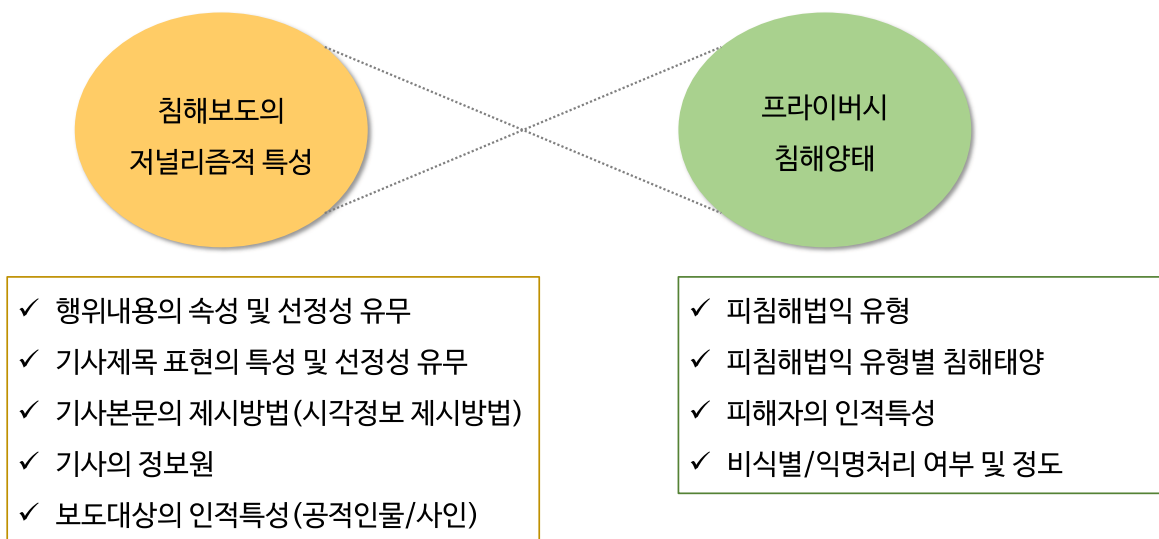 침해보도의
저널리즘적 특성
프라이버시
침해양태
✓ 행위내용의 속성 및 선정성 유무
✓ 기사제목 표현의 특성 및 선정성 유무
✓ 기사본문의 제시방법(시각정보 제시방법)
✓ 기사의 정보원
✓ 보도대상의 인적특성(공적인물/사인)
✓ 피침해법익 유형
✓ 피침해법익 유형별 침해태양
✓ 피해자의 인적특성
✓ 비식별/익명처리 여부 및 정도